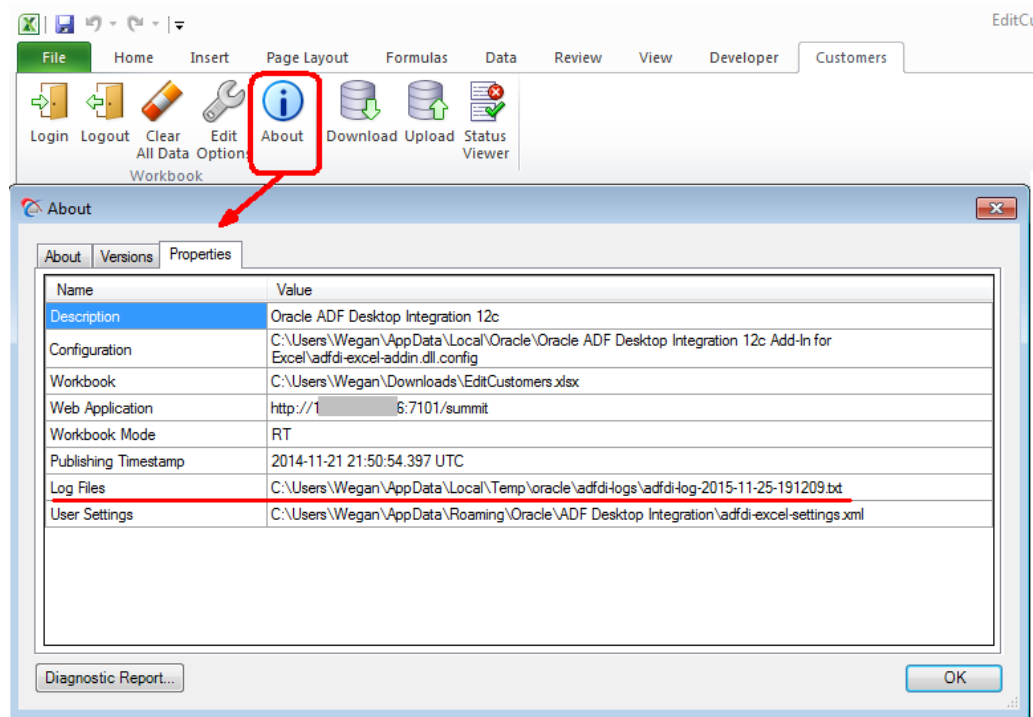 EditCu
File Home Insert Page Layout Formulas Data Review View Developer Customers
Login Logout Clear All Data Edit Options About Download Upload Status Viewer
Workbook
About
About Versions Properties
Name Value
Description Oracle ADF Desktop Integration 12c
Configuration C:\Users\Wegan\AppData\Local\Oracle\Oracle ADF Desktop Integration 12c Add-In for
Excel\adfdi-excel-addin.dll.config
Workbook C:\Users\Wegan\Downloads\EditCustomers.xlsx
Web Application http://1 6:7101/summit
Workbook Mode RT
Publishing Timestamp 2014-11-21 21:50:54.397 UTC
Log Files C:\Users\Wegan\AppData\Local\Temp\oracle\adfdi-logs\adfdi-log-2015-11-25-191209.txt
User Settings C:\Users\Wegan\AppData\Roaming\Oracle\ADF Desktop Integration\adfdi-excel-settings.xml
Diagnostic Report... OK